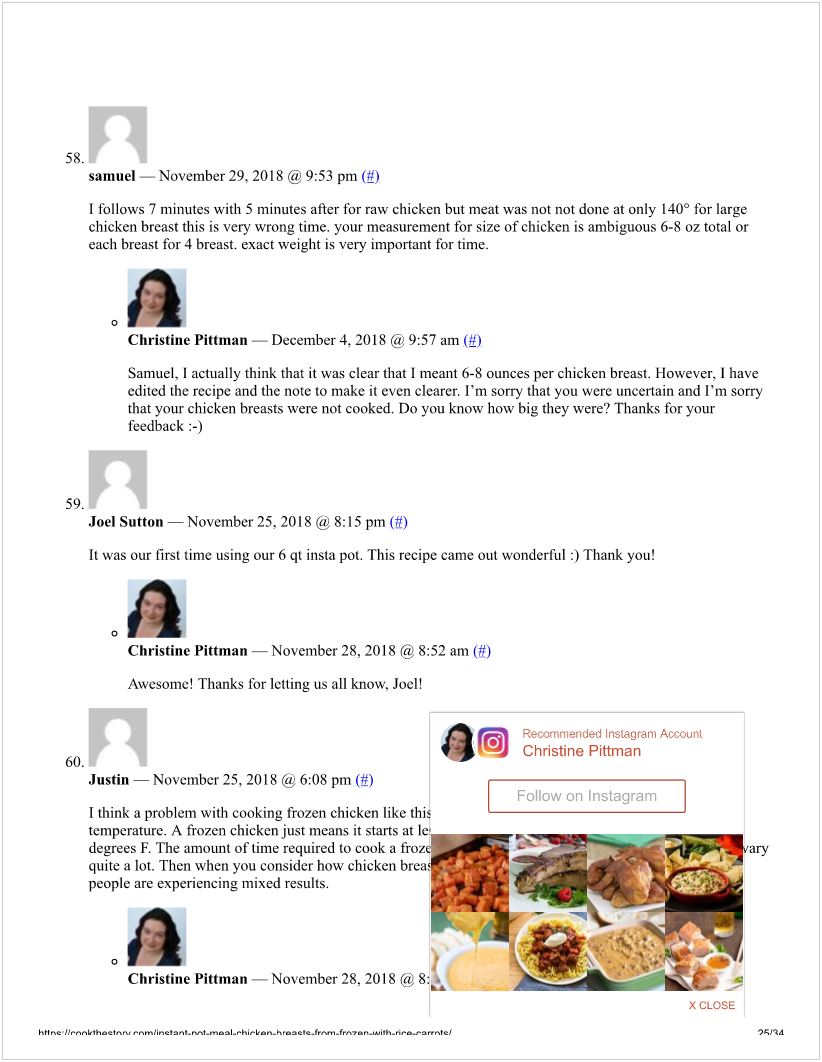 58.
samuel — November 29, 2018 @ 9:53 pm (#)
I follows 7 minutes with 5 minutes after for raw chicken but meat was not not done at only 140° for large
chicken breast this is very wrong time. your measurement for size of chicken is ambiguous 6-8 oz total or
each breast for 4 breast. exact weight is very important for time.
Christine Pittman — December 4, 2018 @ 9:57 am (#)
Samuel, I actually think that it was clear that I meant 6-8 ounces per chicken breast. However, I have
edited the recipe and the note to make it even clearer. I’m sorry that you were uncertain and I’m sorry
that your chicken breasts were not cooked. Do you know how big they were? Thanks for your
feedback :-)
59.
Joel Sutton — November 25, 2018 @ 8:15 pm (#)
It was our first time using our 6 qt insta pot. This recipe came out wonderful :) Thank you!
Christine Pittman — November 28, 2018 @ 8:52 am (#)
Awesome! Thanks for letting us all know, Joel!
60.
Justin — November 25, 2018 @ 6:08 pm (#)
I think a problem with cooking frozen chicken like this
temperature. A frozen chicken just means it starts at le
degrees F. The amount of time required to cook a froze vary
quite a lot. Then when you consider how chicken breas
people are experiencing mixed results.
Christine Pittman — November 28, 2018 @ 8:
Recommended Instagram Account
Christine Pittman
Follow on Instagram
X CLOSE
https://cookthestory.com/instant-pot-meal-chicken-breasts-from-frozen-with-rice-carrots/ 25/34